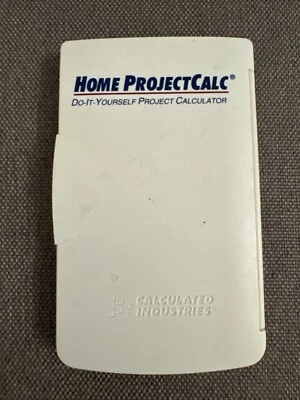 HOME PROJECTCALC®
DO-IT-YOURSELF PROJECT CALCULATOR
CALCULATED
INDUSTRIES®